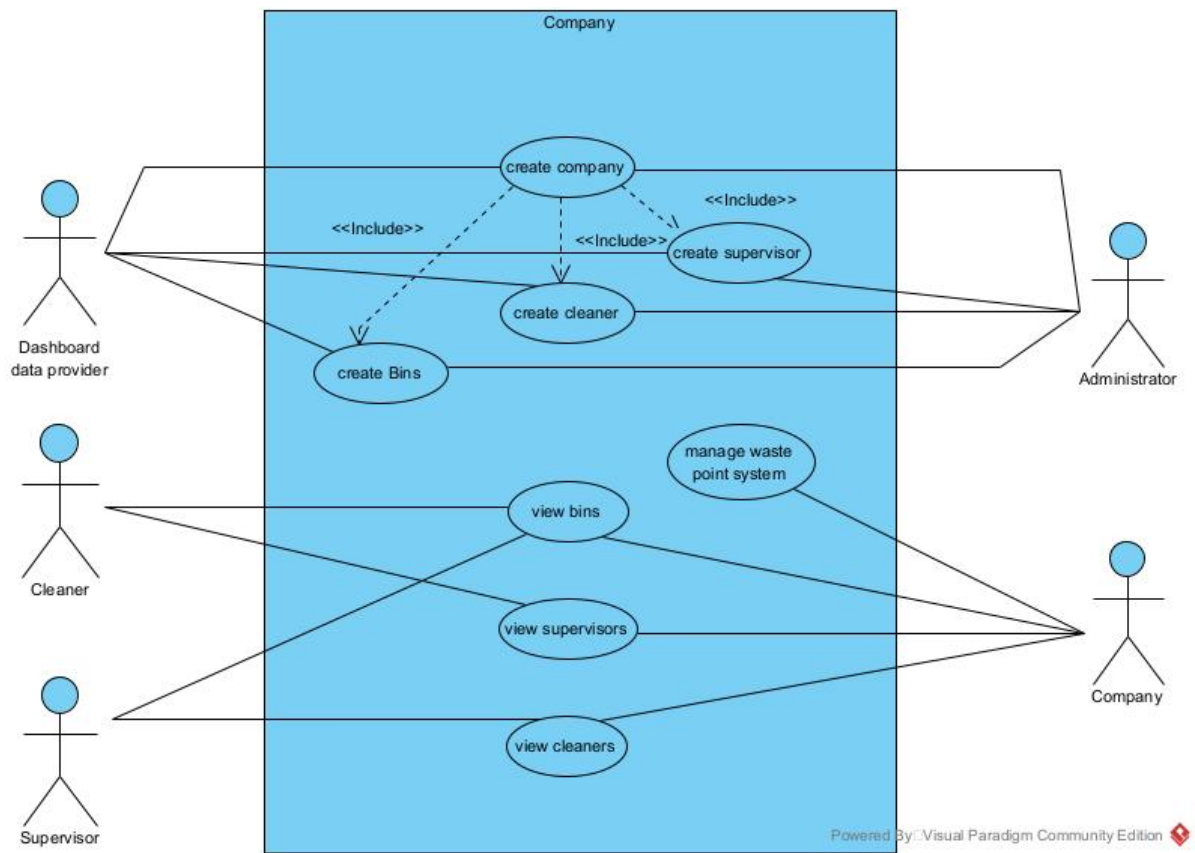 Company
create company
<<Include>>
<<Include>>
<<Include>>
create supervisor
create cleaner
create Bins
Dashboard
data provider
Administrator
manage waste
point system
view bins
Cleaner
view supervisors
Company
view cleaners
Supervisor
Powered By Visual Paradigm Community Edition